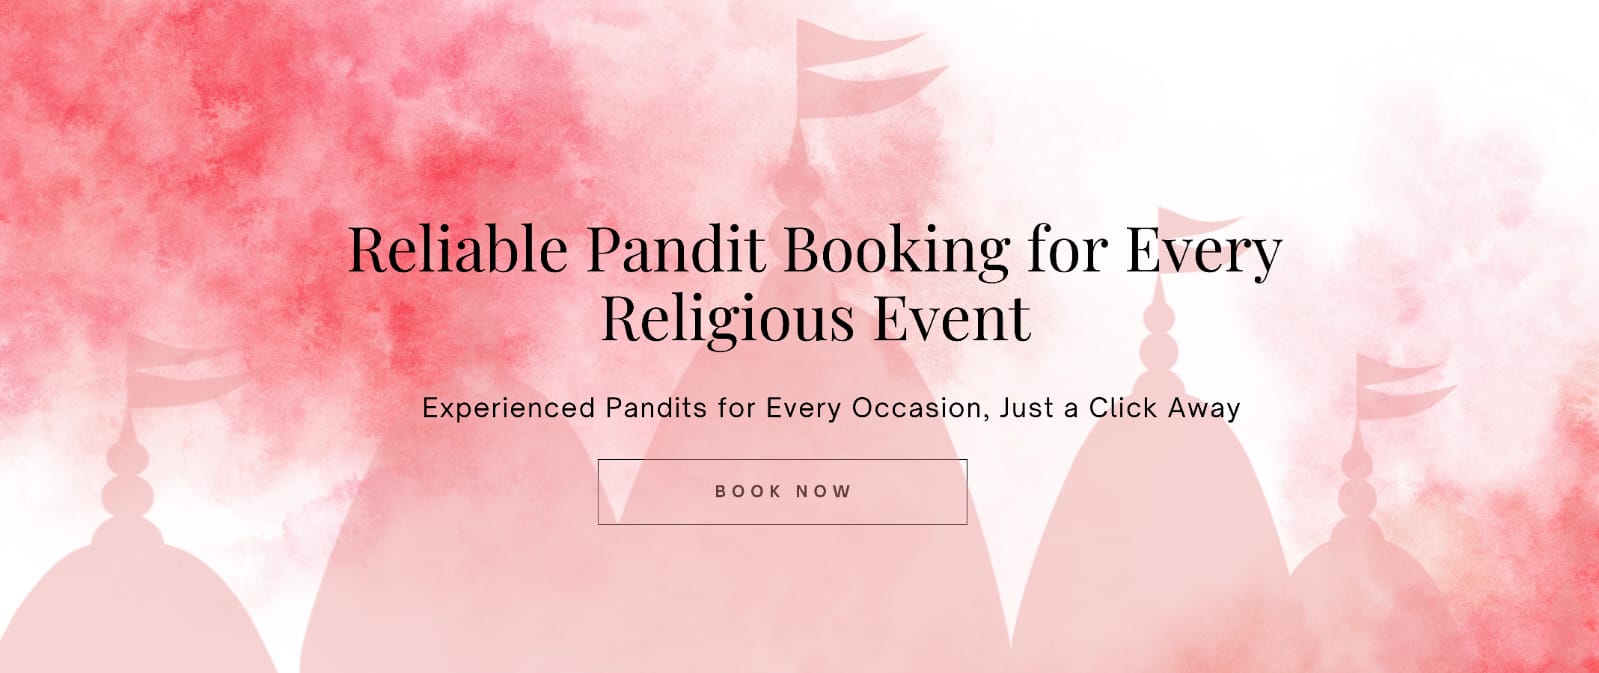 Reliable Pandit Booking for Every
Religious Event
Experienced Pandits for Every Occasion, Just a Click Away
BOOK NOW